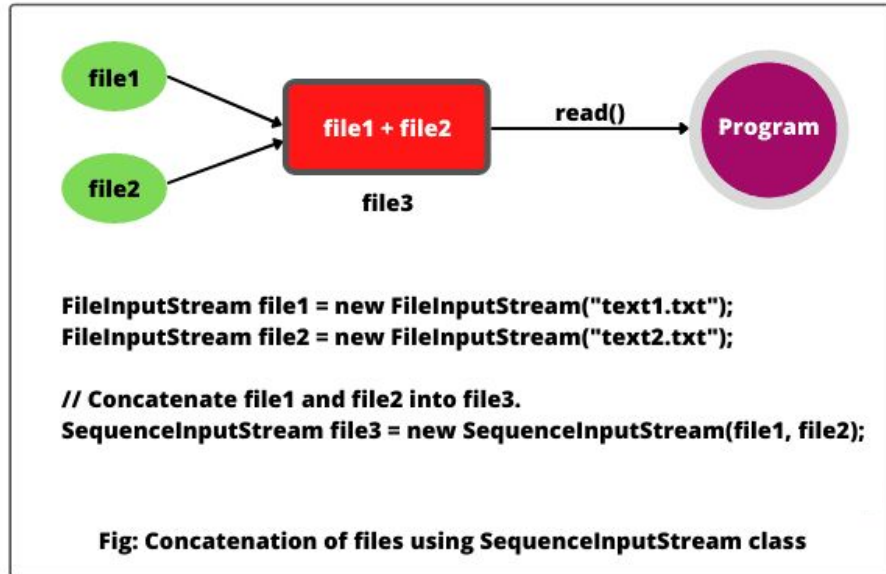 file1
file1 + file2
read()
Program
file2
file3
FileInputStream file1 = new FileInputStream("text1.txt");
FileInputStream file2 = new FileInputStream("text2.txt");
// Concatenate file1 and file2 into file3.
SequenceInputStream file3 = new SequenceInputStream(file1, file2);
Fig: Concatenation of files using SequenceInputStream class